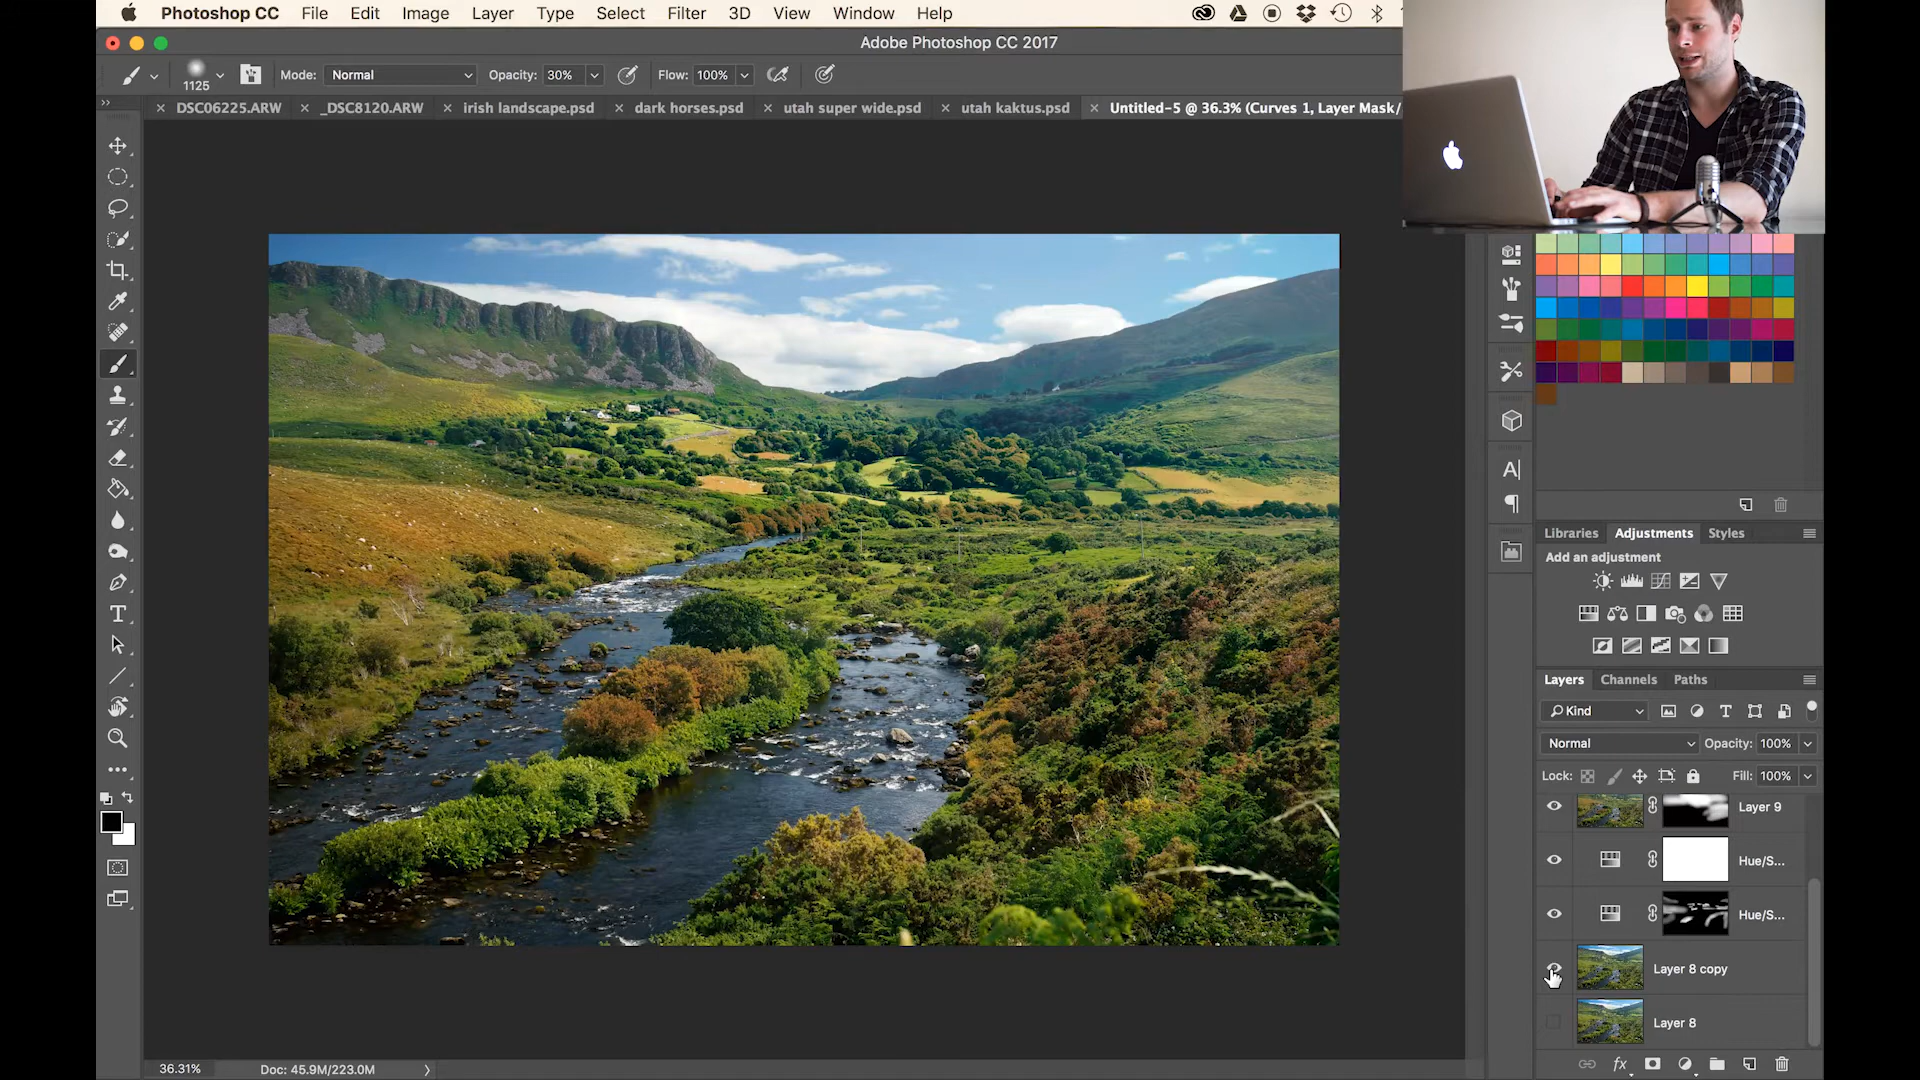 Photoshop CC File Edit Image Layer Type Select Filter 3D View Window Help
Adobe Photoshop CC 2017
1125 Mode: Normal Opacity: 30% Flow: 100%
DSC06225.ARW _DSC8120.ARW irish landscape.psd dark horses.psd utah super wide.psd utah kaktus.psd Untitled-5 @ 36.3% (Curves 1, Layer Mask/
Libraries Adjustments Styles
Add an adjustment
Layers Channels Paths
Kind
Normal Opacity: 100%
Lock: Fill: 100%
Layer 9
Hue/S...
Hue/S...
Layer 8 copy
Layer 8
fx
36.31% Doc: 45.9M/223.0M